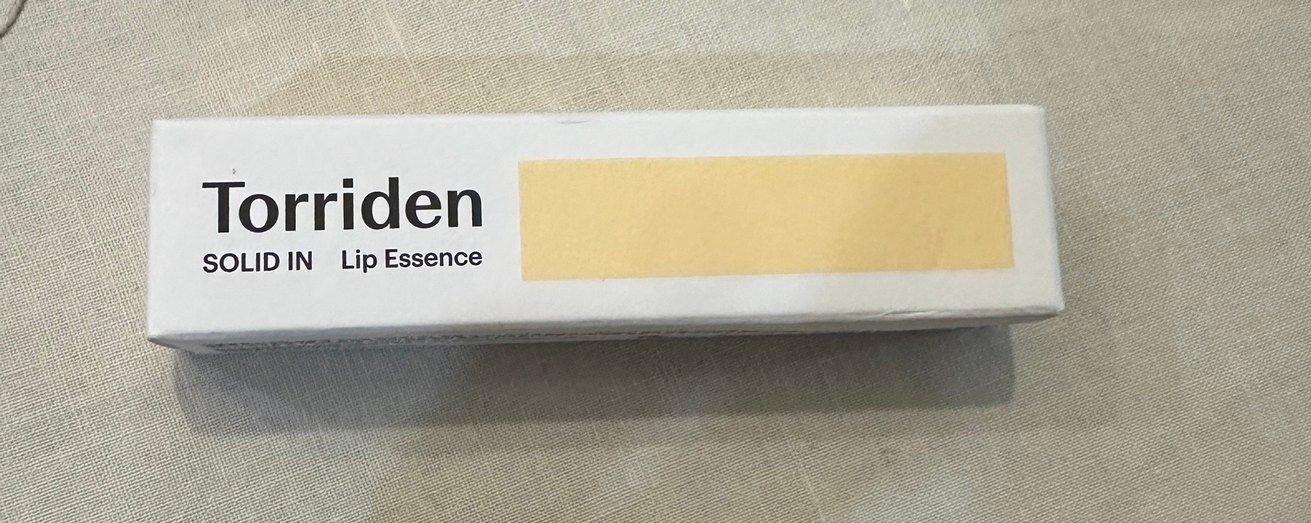 Torriden
SOLID IN Lip Essence